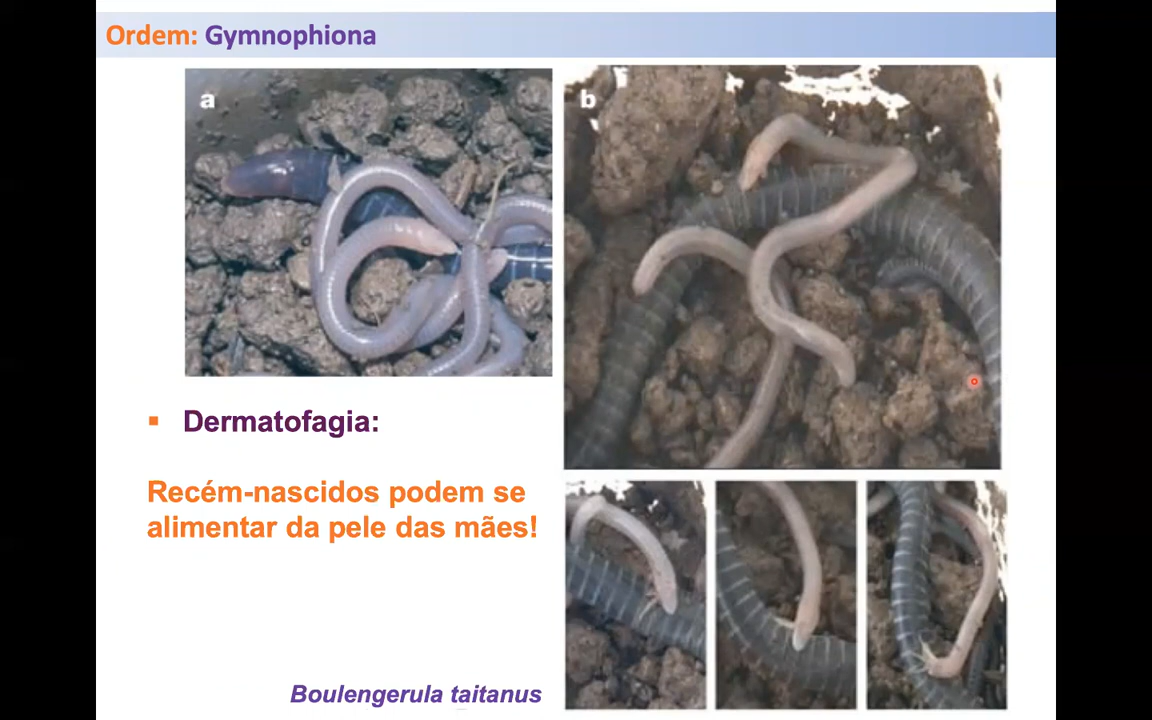 Ordem: Gymnophiona
a
b
Dermatofagia:
Recém-nascidos podem se
alimentar da pele das mães!
Boulengerula taitanus